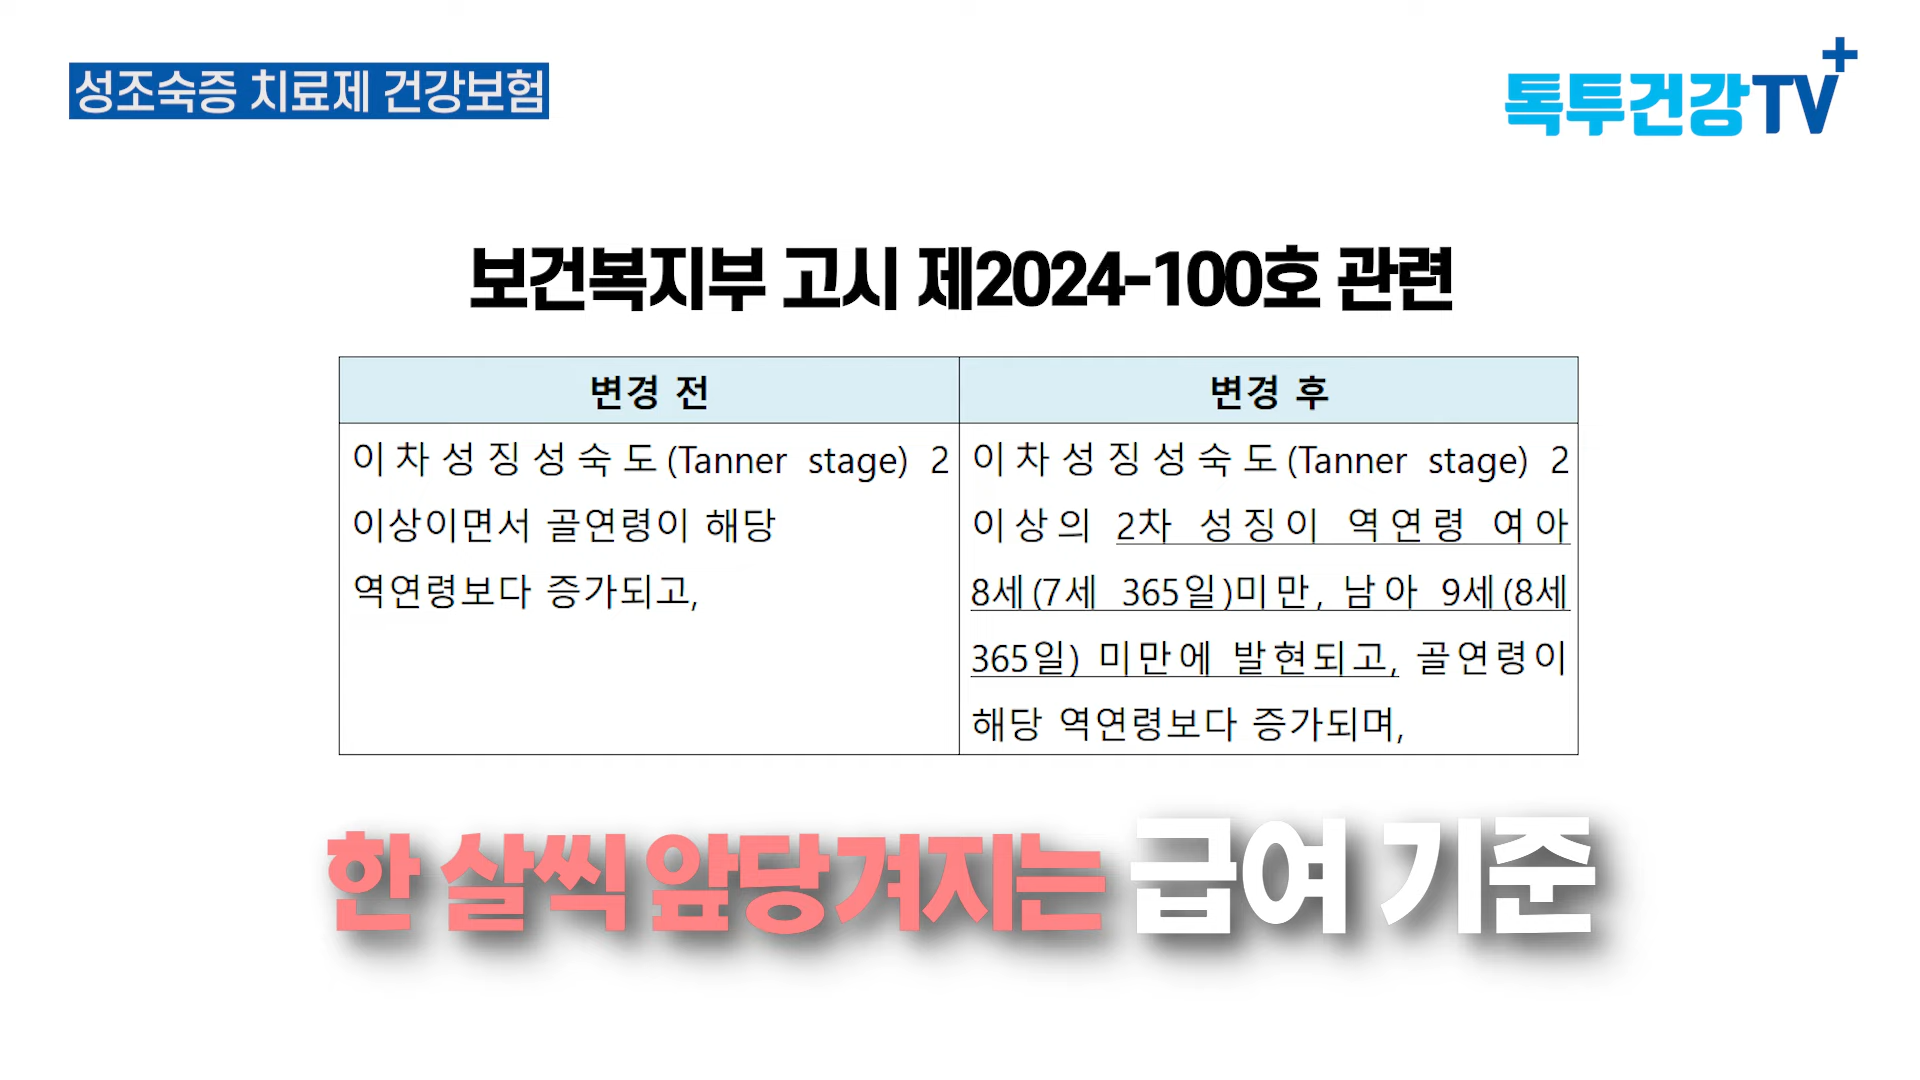 성조숙증 치료제 건강보험
톡투건강TV+
보건복지부 고시 제2024-100호 관련
변경 전
이차성징성숙도(Tanner stage) 2
이상이면서 골연령이 해당
역연령보다 증가되고,
변경 후
이차성징성숙도(Tanner stage) 2
이상의 2차 성징이 역연령 여아
8세(7세 365일)미만, 남아 9세(8세
365일) 미만에 발현되고, 골연령이
해당 역연령보다 증가되며,
한 살씩 앞당겨지는 급여 기준